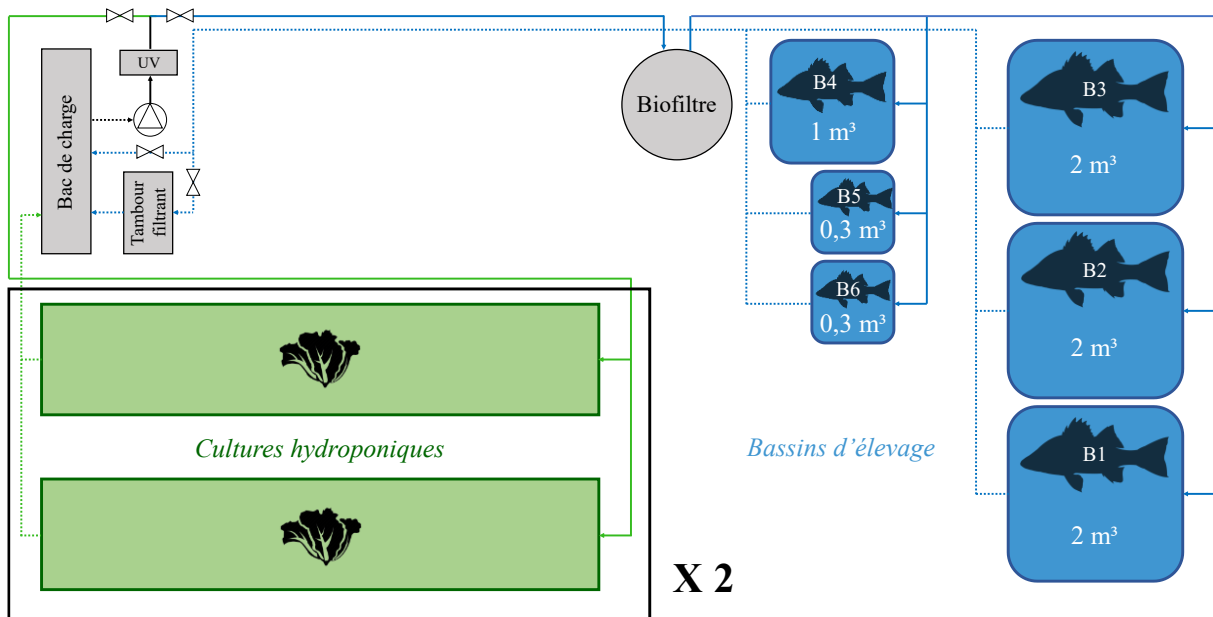 UV
Bac de charge
Tambour
filtrant
Biofiltre
B4
1 m³
B5
0,3 m³
B6
0,3 m³
B3
2 m³
B2
2 m³
B1
2 m³
Cultures hydroponiques
Bassins d’élevage
X 2